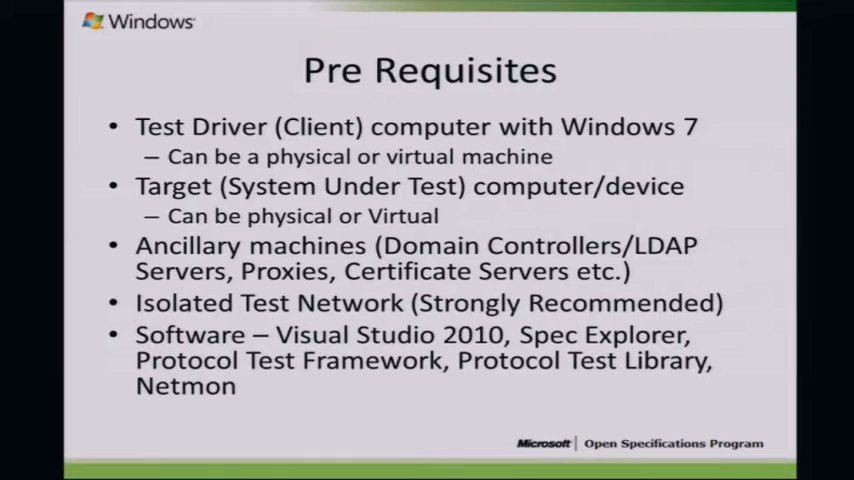 Windows
Pre Requisites
• Test Driver (Client) computer with Windows 7
– Can be a physical or virtual machine
• Target (System Under Test) computer/device
– Can be physical or Virtual
• Ancillary machines (Domain Controllers/LDAP
Servers, Proxies, Certificate Servers etc.)
• Isolated Test Network (Strongly Recommended)
• Software – Visual Studio 2010, Spec Explorer,
Protocol Test Framework, Protocol Test Library,
Netmon
Microsoft | Open Specifications Program